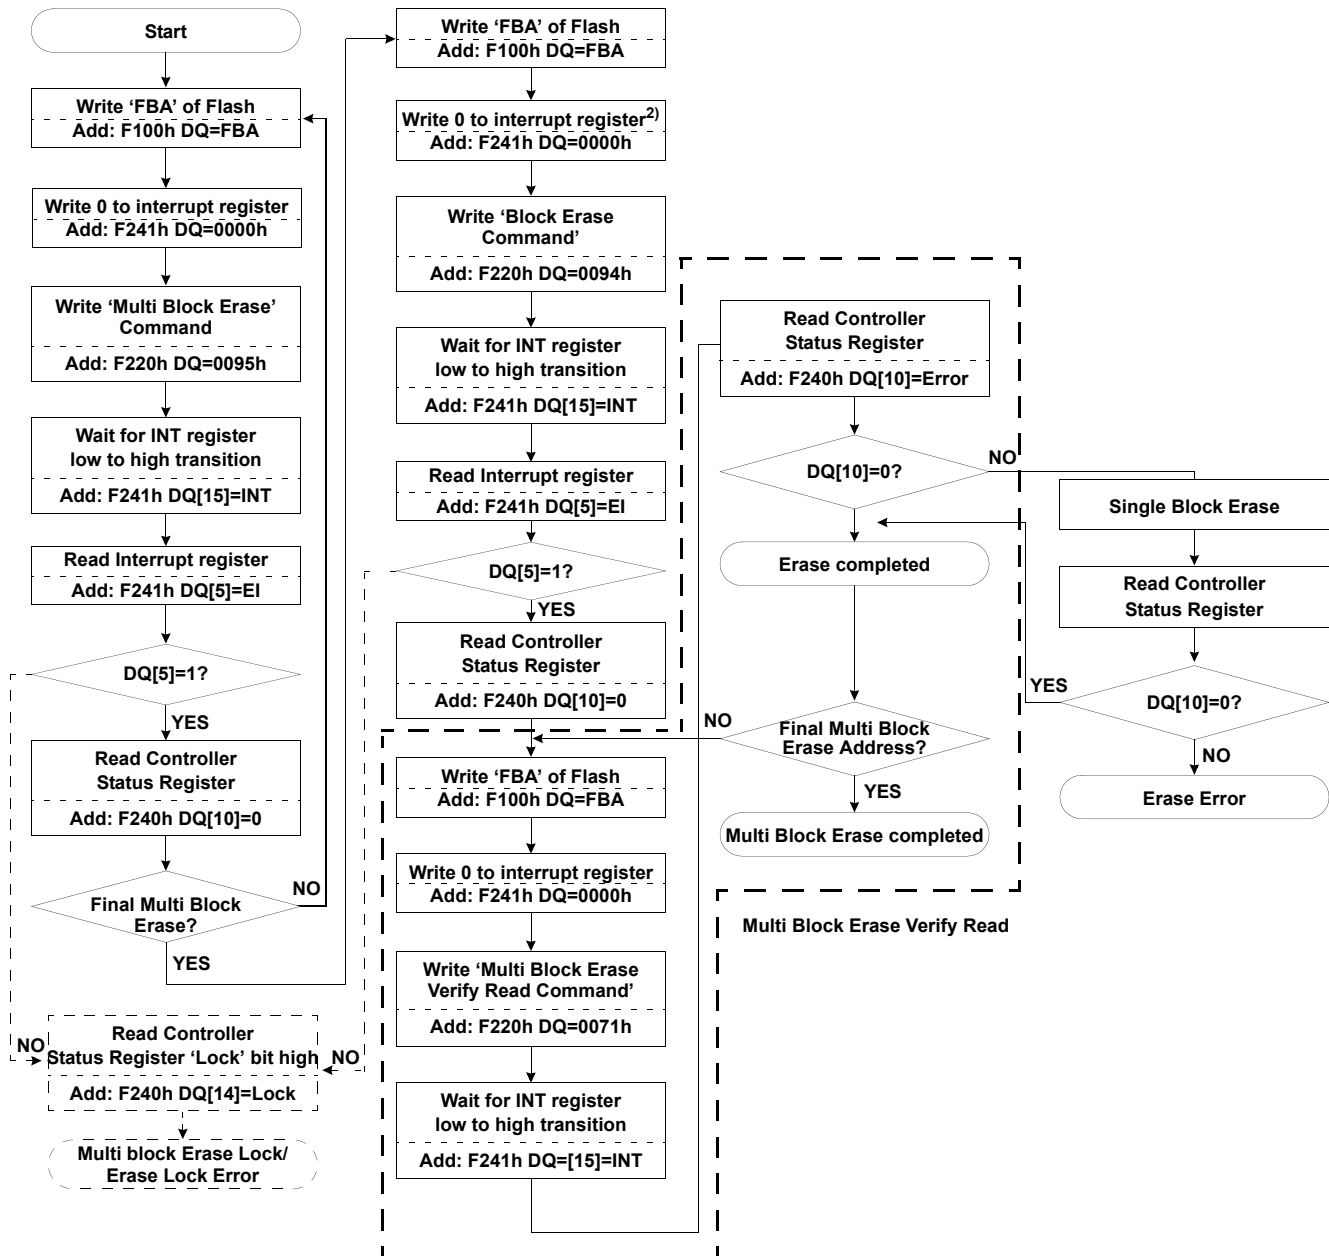 Start
Write ‘FBA’ of Flash
Add: F100h DQ=FBA
Write 0 to interrupt register
Add: F241h DQ=0000h
Write ‘Multi Block Erase’
Command
Add: F220h DQ=0095h
Wait for INT register
low to high transition
Add: F241h DQ[15]=INT
Read Interrupt register
Add: F241h DQ[5]=EI
DQ[5]=1?
YES
Read Controller
Status Register
Add: F240h DQ[10]=0
Final Multi Block
Erase?
NO
YES
NO
Read Controller
Status Register ‘Lock’ bit high
NO
Add: F240h DQ[14]=Lock
Multi block Erase Lock/
Erase Lock Error
Write ‘FBA’ of Flash
Add: F100h DQ=FBA
Write 0 to interrupt register2)
Add: F241h DQ=0000h
Write ‘Block Erase
Command’
Add: F220h DQ=0094h
Wait for INT register
low to high transition
Add: F241h DQ[15]=INT
Read Interrupt register
Add: F241h DQ[5]=EI
DQ[5]=1?
YES
Read Controller
Status Register
Add: F240h DQ[10]=0
Write ‘FBA’ of Flash
Add: F100h DQ=FBA
Write 0 to interrupt register
Add: F241h DQ=0000h
Write ‘Multi Block Erase
Verify Read Command’
Add: F220h DQ=0071h
Wait for INT register
low to high transition
Add: F241h DQ=[15]=INT
Read Controller
Status Register
Add: F240h DQ[10]=Error
DQ[10]=0?
NO
Erase completed
Final Multi Block
Erase Address?
NO
YES
Multi Block Erase completed
Multi Block Erase Verify Read
Single Block Erase
Read Controller
Status Register
DQ[10]=0?
YES
NO
Erase Error